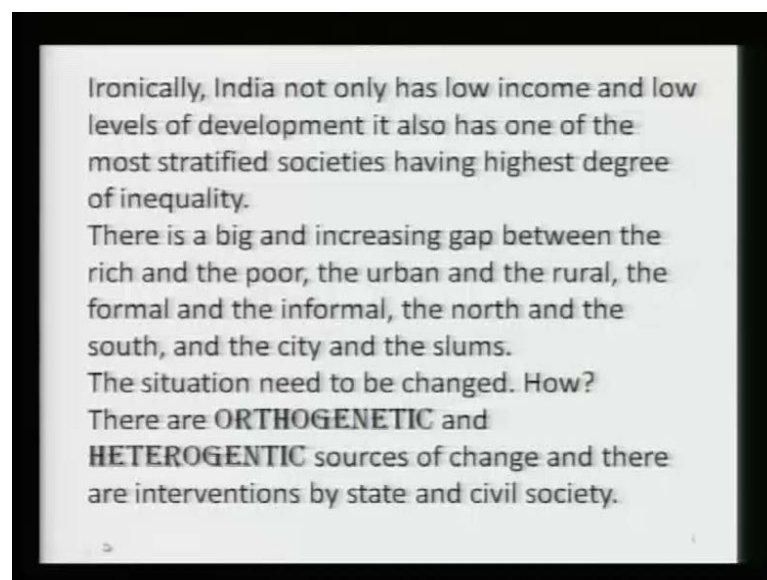 Ironically, India not only has low income and low
levels of development it also has one of the
most stratified societies having highest degree
of inequality.
There is a big and increasing gap between the
rich and the poor, the urban and the rural, the
formal and the informal, the north and the
south, and the city and the slums.
The situation need to be changed. How?
There are ORTHOGENETIC and
HETEROGENTIC sources of change and there
are interventions by state and civil society.